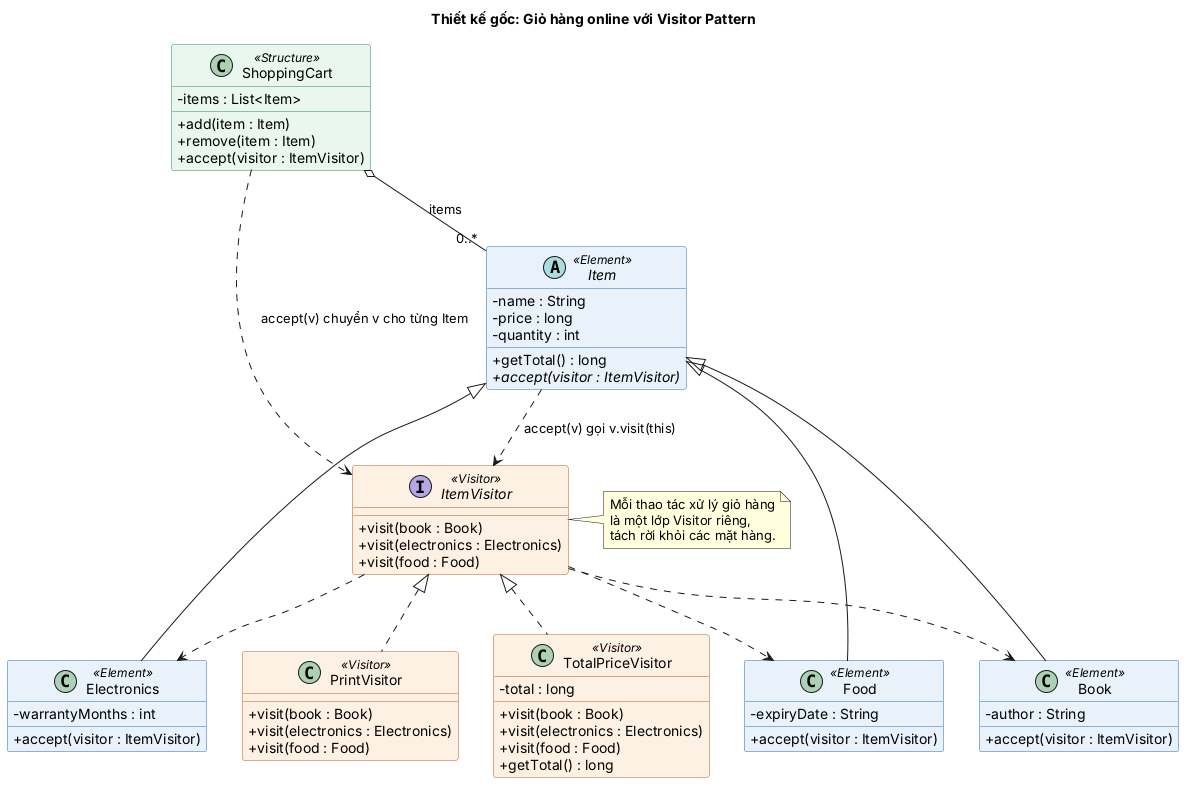 Thiết kế gốc: Giỏ hàng online với Visitor Pattern
C
«Structure»
ShoppingCart
-items : List<Item>
+add(item : Item)
+remove(item : Item)
+accept(visitor : ItemVisitor)
items
0..*
A
«Element»
Item
-name : String
-price : long
-quantity : int
+getTotal() : long
+accept(visitor : ItemVisitor)
accept(v) chuyển v cho từng Item
accept(v) gọi v.visit(this)
I
«Visitor»
ItemVisitor
+visit(book : Book)
+visit(electronics : Electronics)
+visit(food : Food)
Mỗi thao tác xử lý giỏ hàng
là một lớp Visitor riêng,
tách rời khỏi các mặt hàng.
C
«Element»
Electronics
-warrantyMonths : int
+accept(visitor : ItemVisitor)
C
«Visitor»
PrintVisitor
+visit(book : Book)
+visit(electronics : Electronics)
+visit(food : Food)
C
«Visitor»
TotalPriceVisitor
-total : long
+visit(book : Book)
+visit(electronics : Electronics)
+visit(food : Food)
+getTotal() : long
C
«Element»
Food
-expiryDate : String
+accept(visitor : ItemVisitor)
C
«Element»
Book
-author : String
+accept(visitor : ItemVisitor)